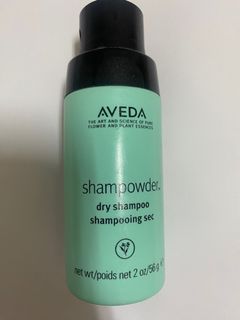 AVEDA
THE ART AND SCIENCE OF PURE
FLOWER AND PLANT ESSENCES
shampowder™
dry shampoo
shampooing sec
net wt/poids net 2 oz/56 g e